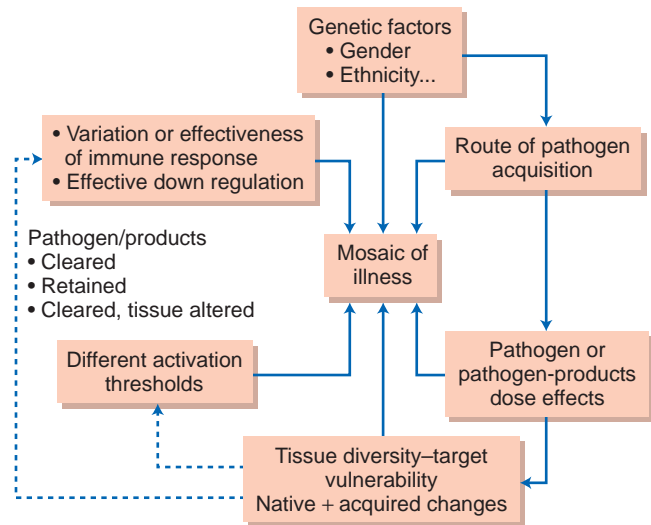 Genetic factors
• Gender
• Ethnicity...
• Variation or effectiveness
of immune response
• Effective down regulation
Route of pathogen
acquisition
Pathogen/products
• Cleared
• Retained
• Cleared, tissue altered
Mosaic of
illness
Different activation
thresholds
Pathogen or
pathogen-products
dose effects
Tissue diversity–target
vulnerability
Native + acquired changes